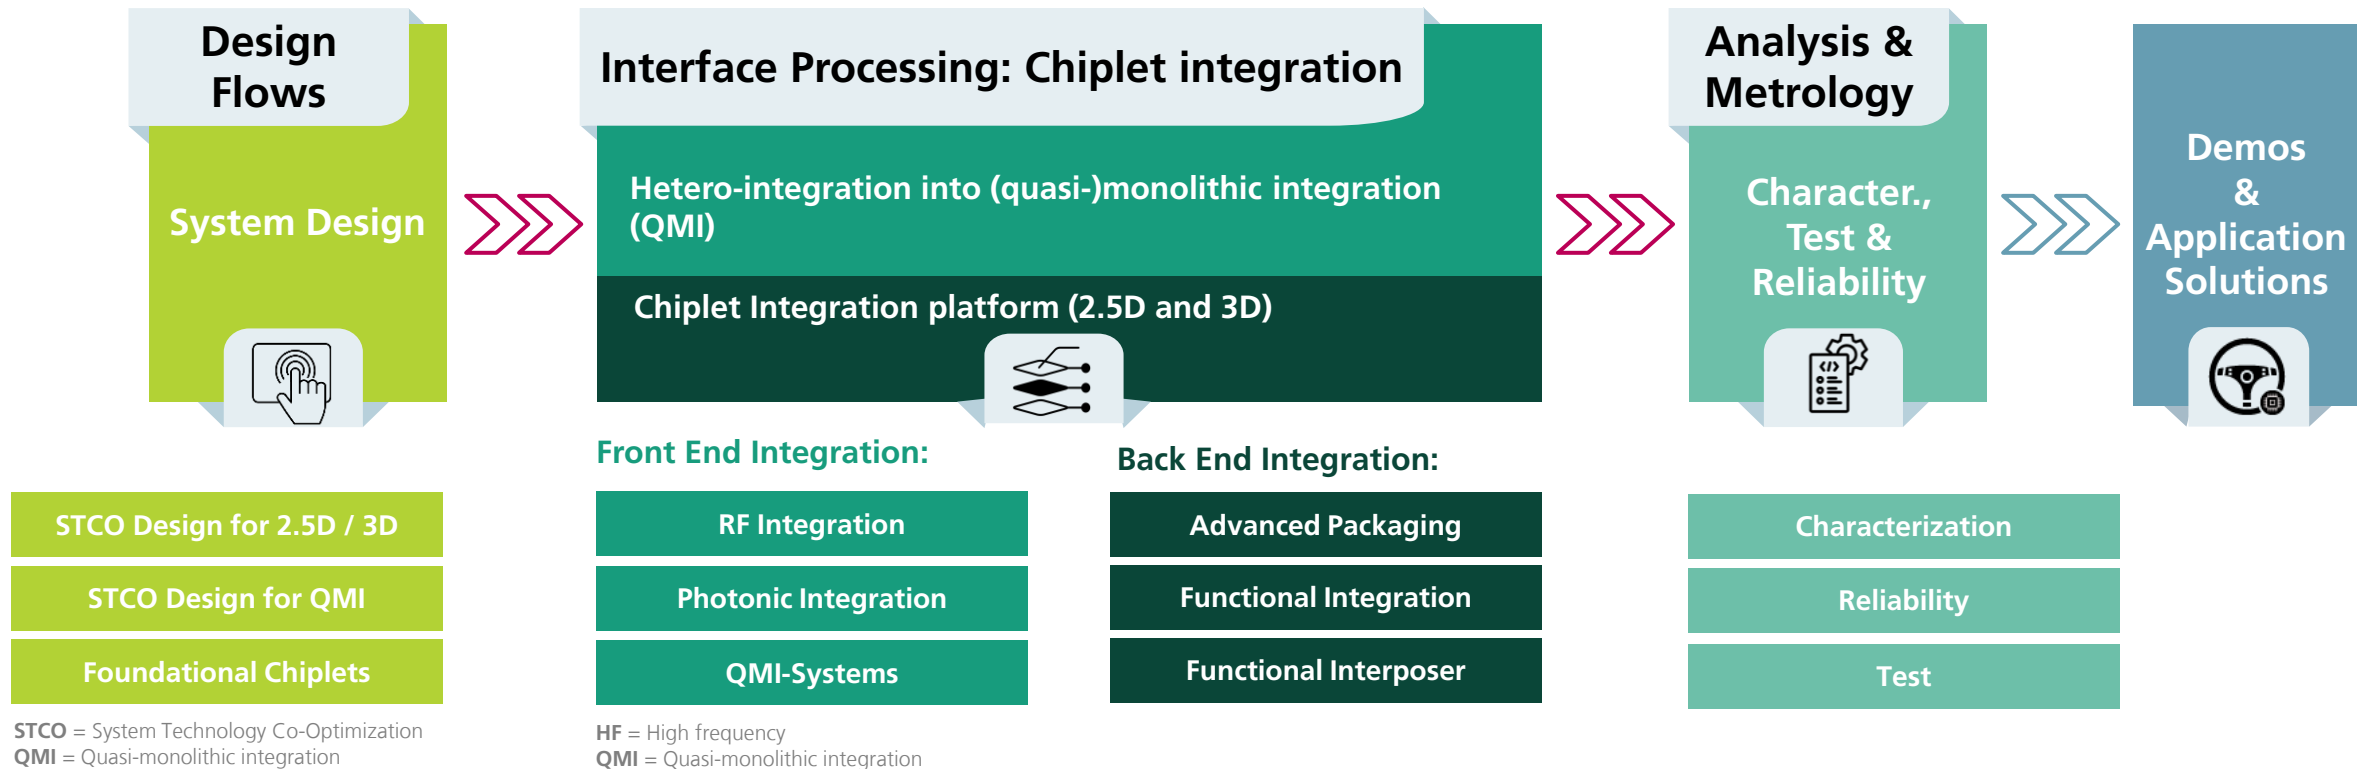 Design
Flows
System Design
Interface Processing: Chiplet integration
Hetero-integration into (quasi-)monolithic integration
(QMI)
Chiplet Integration platform (2.5D and 3D)
Analysis &
Metrology
Character.,
Test &
Reliability
</>
Demos
&
Application
Solutions
STCO Design for 2.5D / 3D
STCO Design for QMI
Foundational Chiplets
STCO = System Technology Co-Optimization
QMI = Quasi-monolithic integration
Front End Integration:
RF Integration
Photonic Integration
QMI-Systems
HF = High frequency
QMI = Quasi-monolithic integration
Back End Integration:
Advanced Packaging
Functional Integration
Functional Interposer
Characterization
Reliability
Test